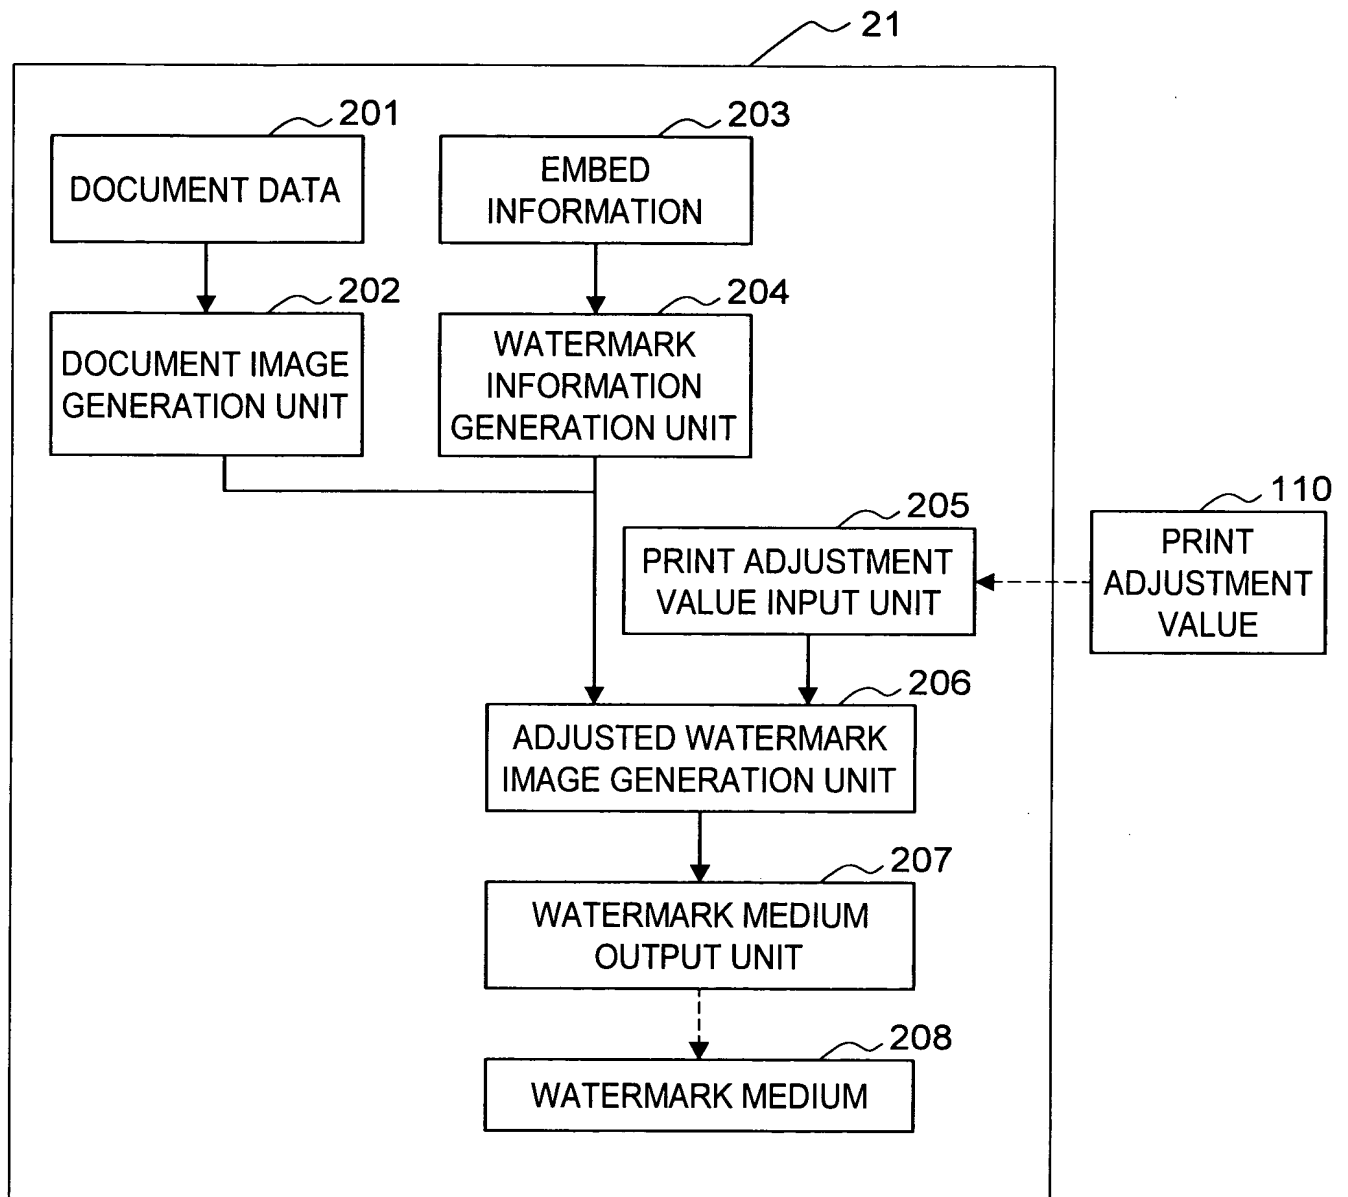 21
201
203
DOCUMENT DATA
EMBED
INFORMATION
202
204
DOCUMENT IMAGE
GENERATION UNIT
WATERMARK
INFORMATION
GENERATION UNIT
205
110
PRINT ADJUSTMENT
VALUE INPUT UNIT
PRINT
ADJUSTMENT
VALUE
206
ADJUSTED WATERMARK
IMAGE GENERATION UNIT
207
WATERMARK MEDIUM
OUTPUT UNIT
208
WATERMARK MEDIUM